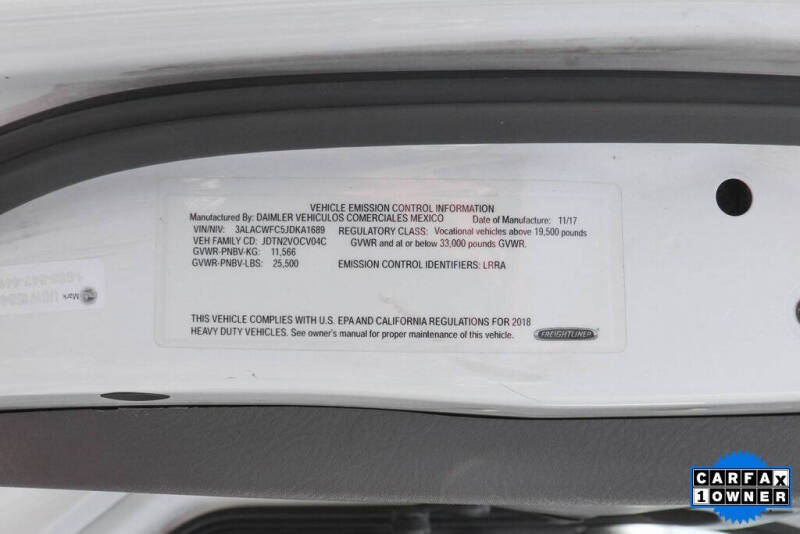 VEHICLE EMISSION CONTROL INFORMATION
Manufactured By: DAIMLER VEHICULOS COMERCIALES MEXICO Date of Manufacture: 11/17
VIN/NIV: 3ALACWFC5JDKA1689 REGULATORY CLASS: Vocational vehicles above 19,500 pounds
VEH FAMILY CD: JDTN2VOCV04C GVWR and at or below 33,000 pounds GVWR.
GVWR-PNBV-KG: 11,566
GVWR-PNBV-LBS: 25,500 EMISSION CONTROL IDENTIFIERS: LRRA
Mark
THIS VEHICLE COMPLIES WITH U.S. EPA AND CALIFORNIA REGULATIONS FOR 2018
HEAVY DUTY VEHICLES. See owner's manual for proper maintenance of this vehicle.
FREIGHTLINER
CARFAX
1 OWNER